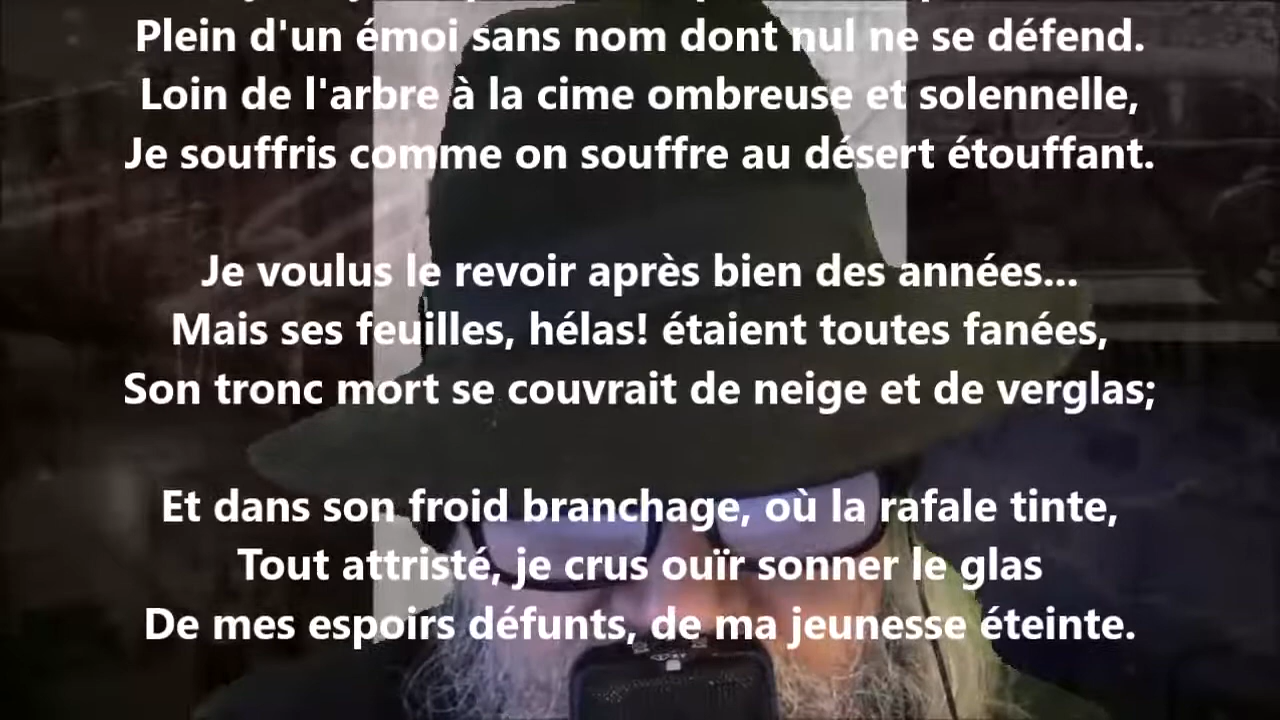 Plein d'un émoi sans nom dont nul ne se défend.
Loin de l'arbre à la cime ombreuse et solennelle,
Je souffris comme on souffre au désert étouffant.
Je voulus le revoir après bien des années...
Mais ses feuilles, hélas! étaient toutes fanées,
Son tronc mort se couvrait de neige et de verglas;
Et dans son froid branchage, où la rafale tinte,
Tout attristé, je crus ouïr sonner le glas
De mes espoirs défunts, de ma jeunesse éteinte.